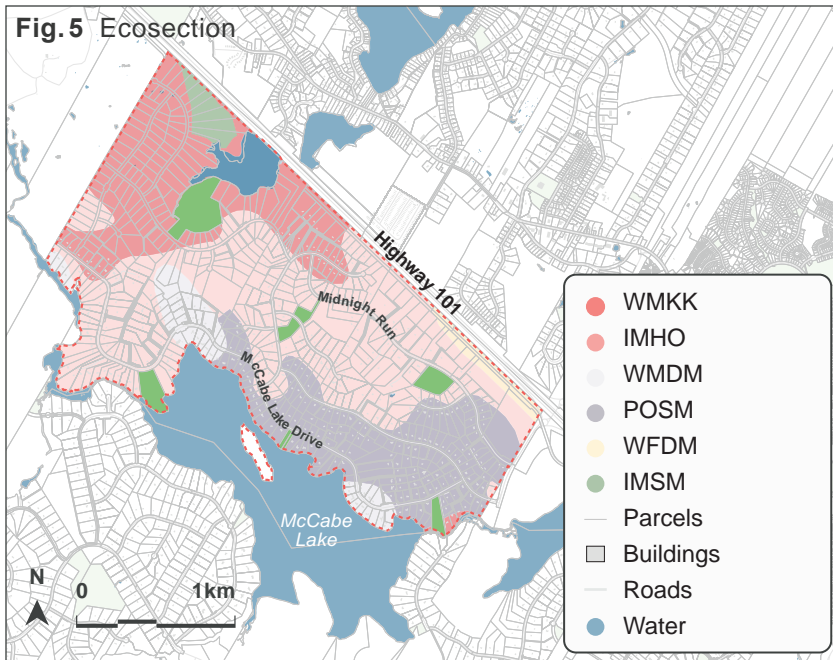 Fig. 5 Ecosection
Highway 101
Midnight Run
McCabe Lake Drive
McCabe
Lake
N
0 1km
WMKK
IMHO
WMDM
POSM
WFDM
IMSM
Parcels
Buildings
Roads
Water